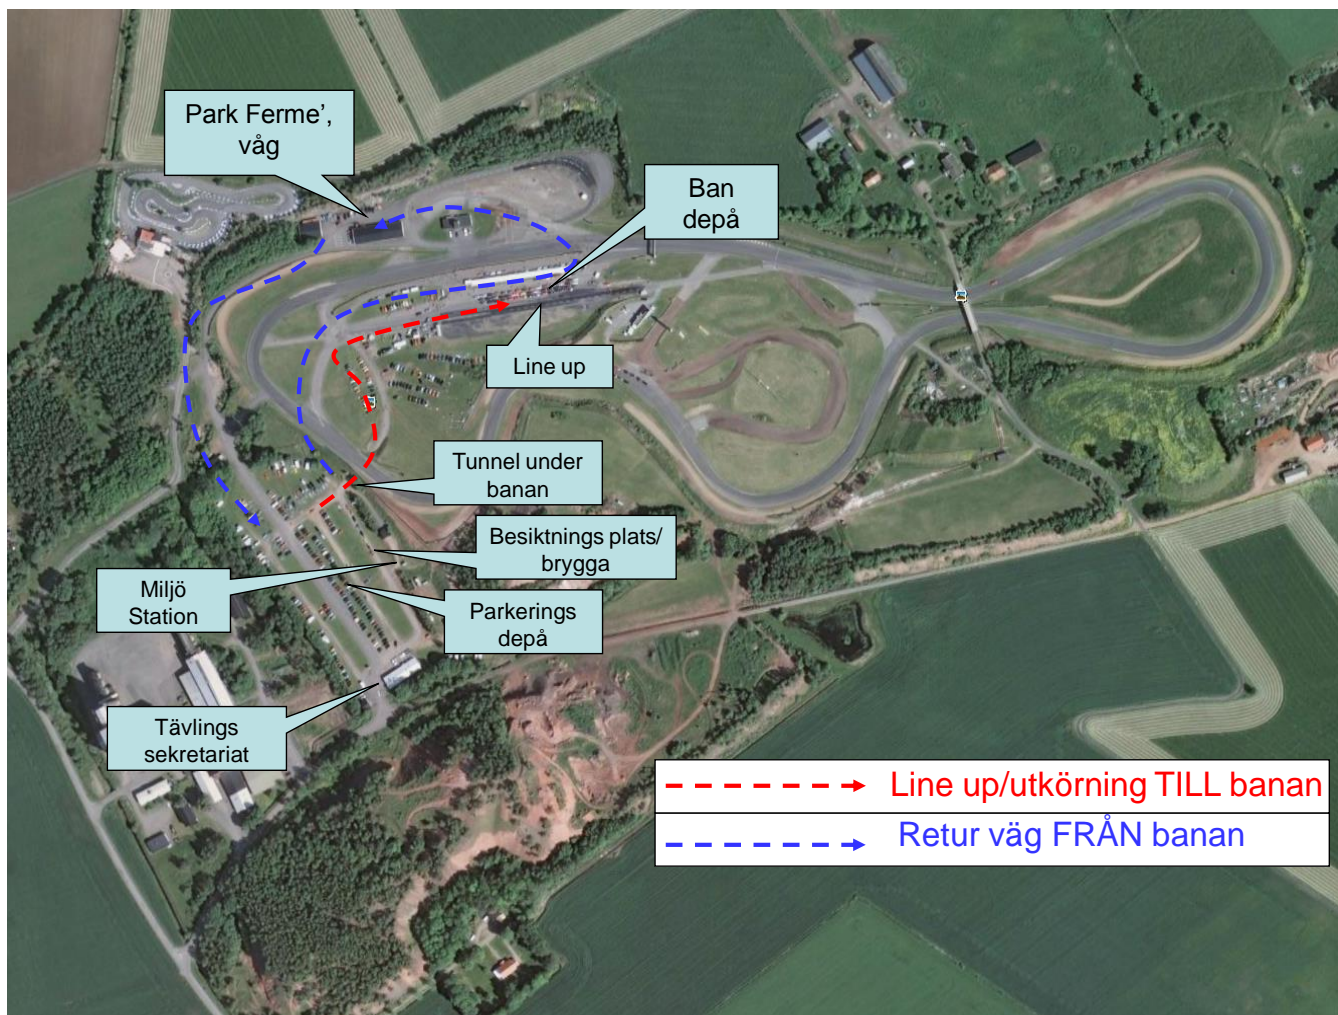 Park Ferme’,
våg
Ban
depå
Line up
Tunnel under
banan
Besiktnings plats/
brygga
Miljö
Station
Parkerings
depå
Tävlings
sekretariat
Line up/utkörning TILL banan
Retur väg FRÅN banan